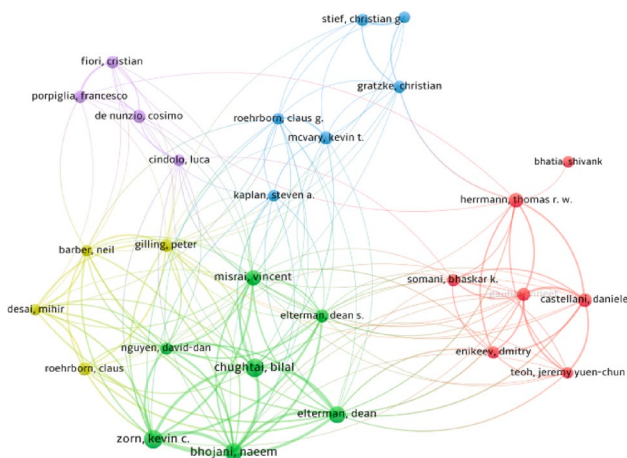 stief, christian g.
fiori, cristian
gratzke, christian
porpiglia, francesco
de nunzio, cosimo
roehrborn, claus g.
mcvary, kevin t.
cindolo, luca
bhatia, shivank
kaplan, steven a.
herrmann, thomas r. w.
barber, neil
gilling, peter
misrai, vincent
somani, bhaskar k.
castellani, daniele
desai, mihir
elterman, dean s.
nguyen, david-dan
enikeev, dmitry
roehrborn, claus
chughtai, bilal
teoh, jeremy yuen-chun
elterman, dean
zorn, kevin c.
bhojani, naeem